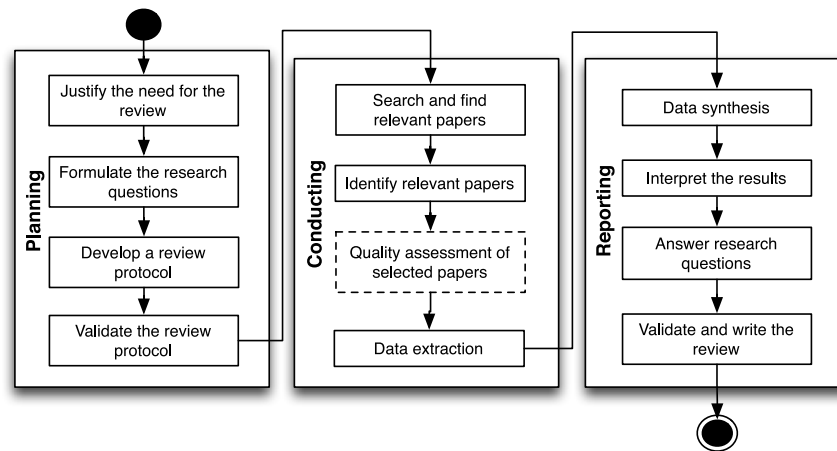 Planning
Justify the need for the
review
Formulate the research
questions
Develop a review
protocol
Validate the review
protocol
Conducting
Search and find
relevant papers
Identify relevant papers
Quality assessment of
selected papers
Data extraction
Reporting
Data synthesis
Interpret the results
Answer research
questions
Validate and write the
review